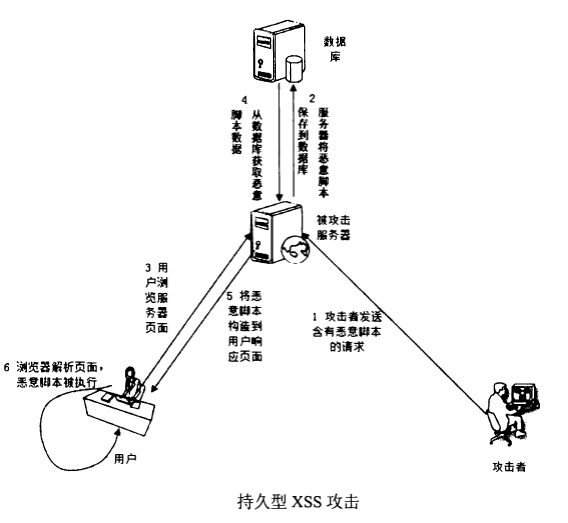 数据
库
4
从数据库获取恶意
脚本数据
2
服务器将恶意脚本
保存到数据库
被攻击
服务器
3 用
户浏
览服
务器
页面
5 将恶
意脚本
构造到
用户响
应页面
1 攻击者发送
含有恶意脚本
的请求
6 浏览器解析页面，
恶意脚本被执行
用户
攻击者
持久型 XSS 攻击